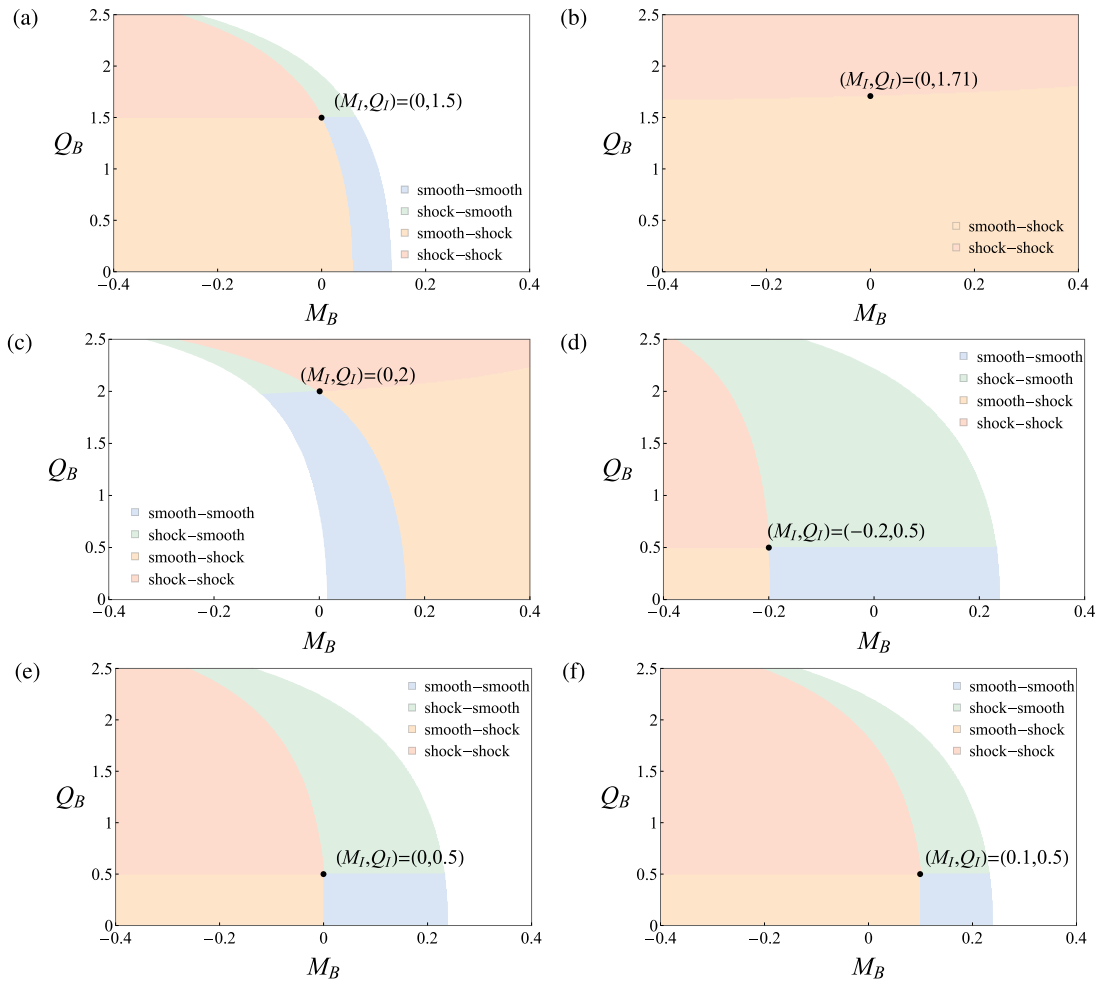 (a)
2.5
2
1.5
1
0.5
0
Q_B
(M_I,Q_I)=(0,1.5)
smooth−smooth
shock−smooth
smooth−shock
shock−shock
−0.4
−0.2
0
0.2
0.4
M_B
(b)
2.5
2
1.5
1
0.5
0
Q_B
(M_I,Q_I)=(0,1.71)
smooth−shock
shock−shock
−0.4
−0.2
0
0.2
0.4
M_B
(c)
2.5
2
1.5
1
0.5
0
Q_B
(M_I,Q_I)=(0,2)
smooth−smooth
shock−smooth
smooth−shock
shock−shock
−0.4
−0.2
0
0.2
0.4
M_B
(d)
2.5
2
1.5
1
0.5
0
Q_B
smooth−smooth
shock−smooth
smooth−shock
shock−shock
(M_I,Q_I)=(−0.2,0.5)
−0.4
−0.2
0
0.2
0.4
M_B
(e)
2.5
2
1.5
1
0.5
0
Q_B
smooth−smooth
shock−smooth
smooth−shock
shock−shock
(M_I,Q_I)=(0,0.5)
−0.4
−0.2
0
0.2
0.4
M_B
(f)
2.5
2
1.5
1
0.5
0
Q_B
smooth−smooth
shock−smooth
smooth−shock
shock−shock
(M_I,Q_I)=(0.1,0.5)
−0.4
−0.2
0
0.2
0.4
M_B